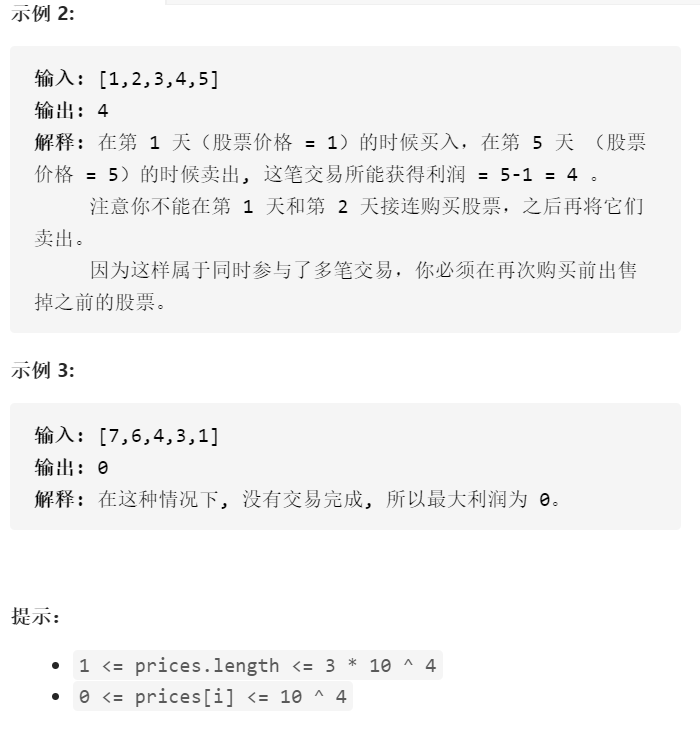 示例 2:
输入: [1,2,3,4,5]
输出: 4
解释: 在第 1 天（股票价格 = 1）的时候买入，在第 5 天 （股票
价格 = 5）的时候卖出, 这笔交易所能获得利润 = 5-1 = 4 。
注意你不能在第 1 天和第 2 天接连购买股票，之后再将它们
卖出。
因为这样属于同时参与了多笔交易，你必须在再次购买前出售
掉之前的股票。
示例 3:
输入: [7,6,4,3,1]
输出: 0
解释: 在这种情况下, 没有交易完成, 所以最大利润为 0。
提示：
1 <= prices.length <= 3 * 10 ^ 4
0 <= prices[i] <= 10 ^ 4